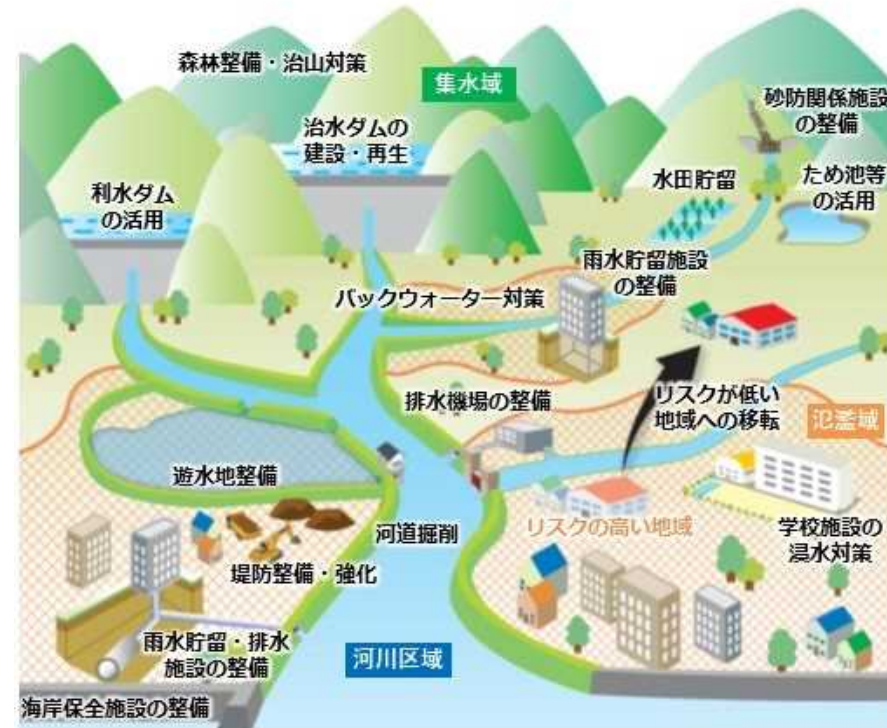 森林整備・治山対策
集水域
砂防関係施設
の整備
治水ダムの
建設・再生
水田貯留
ため池等
の活用
利水ダム
の活用
雨水貯留施設
の整備
バックウォーター対策
排水機場の整備
リスクが低い
地域への移転
氾濫域
遊水地整備
河道掘削
リスクの高い地域
学校施設の
浸水対策
堤防整備・強化
雨水貯留・排水
施設の整備
河川区域
海岸保全施設の整備